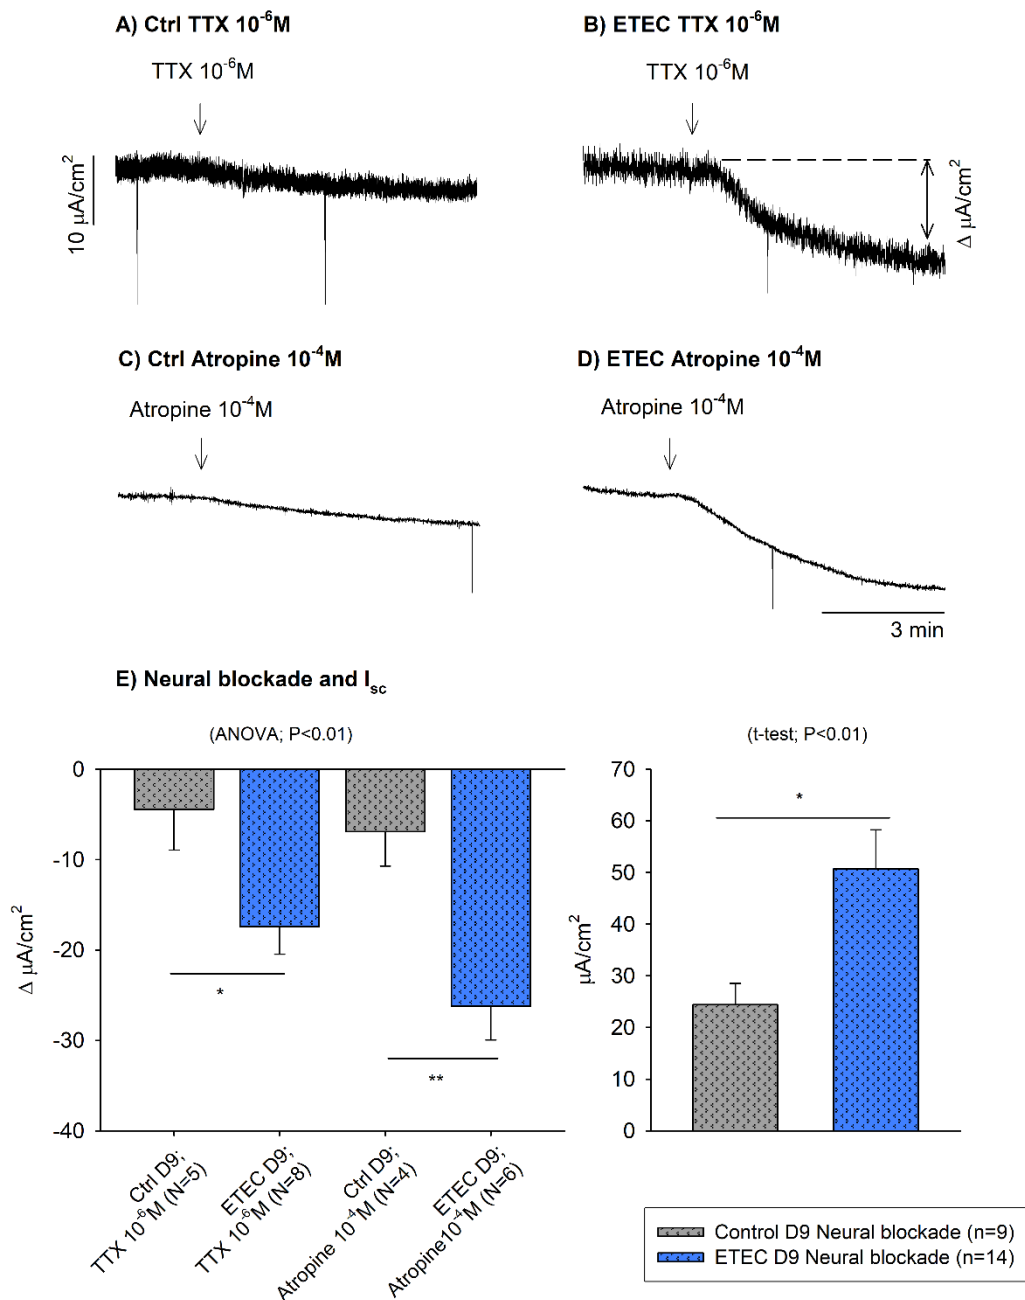 A) Ctrl TTX 10⁻⁶M
B) ETEC TTX 10⁻⁶M
TTX 10⁻⁶M
TTX 10⁻⁶M
10 µA/cm²
Δ µA/cm²
C) Ctrl Atropine 10⁻⁴M
D) ETEC Atropine 10⁻⁴M
Atropine 10⁻⁴M
Atropine 10⁻⁴M
3 min
E) Neural blockade and Isc
(ANOVA; P<0.01)
(t-test; P<0.01)
0
-10
-20
-30
-40
Δ µA/cm²
*
**
Ctrl D9;
TTX 10⁻⁶M (N=5)
ETEC D9;
TTX 10⁻⁶M (N=8)
Ctrl D9;
Atropine 10⁻⁴M (N=4)
ETEC D9;
Atropine10⁻⁴M (N=6)
70
60
50
40
30
20
10
0
µA/cm²
*
Control D9 Neural blockade (n=9)
ETEC D9 Neural blockade (n=14)